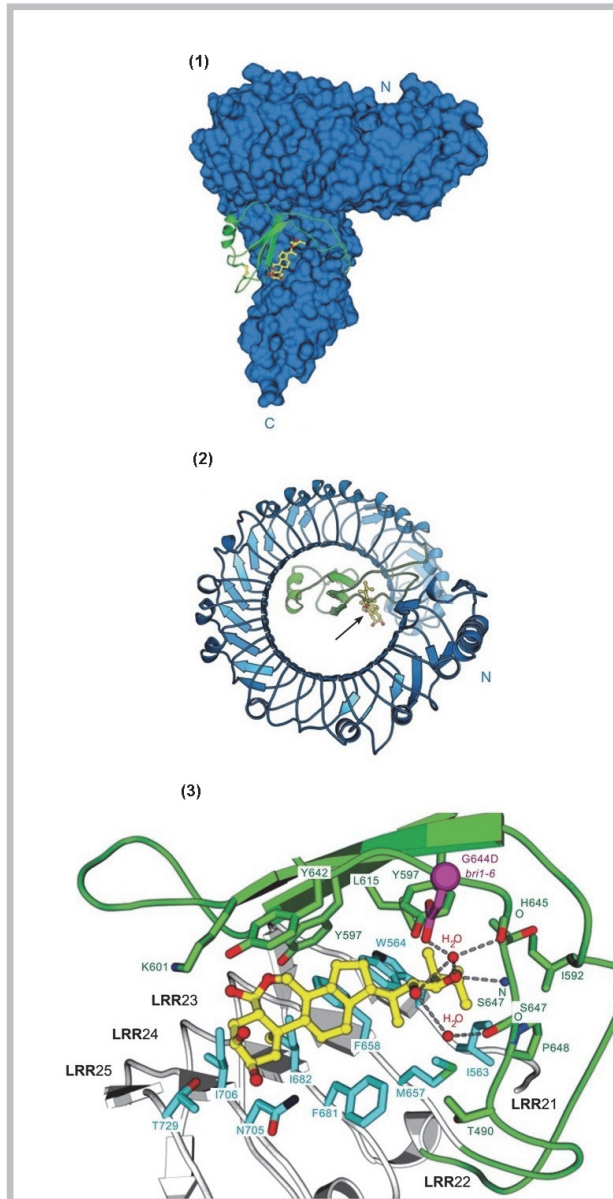 (1)
N
C
(2)
N
(3)
G644D
bri1-6
Y642
L615
Y597
H645
O
H₂O
Y597
W564
I592
K601
N
LRR23
S647
S647
O
H₂O
LRR24
F658
P648
LRR25
I682
I563
I706
M657
LRR21
T729
N705
F681
T490
LRR22